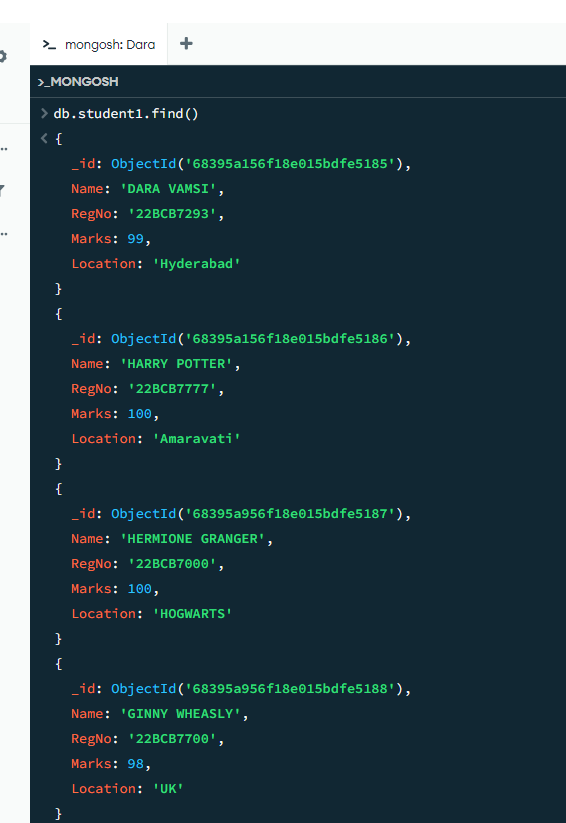 >_ mongosh: Dara +
>_MONGOSH
> db.student1.find()
< {
_id: ObjectId('68395a156f18e015bdfe5185'),
Name: 'DARA VAMSI',
RegNo: '22BCB7293',
Marks: 99,
Location: 'Hyderabad'
}
{
_id: ObjectId('68395a156f18e015bdfe5186'),
Name: 'HARRY POTTER',
RegNo: '22BCB7777',
Marks: 100,
Location: 'Amaravati'
}
{
_id: ObjectId('68395a956f18e015bdfe5187'),
Name: 'HERMIONE GRANGER',
RegNo: '22BCB7000',
Marks: 100,
Location: 'HOGWARTS'
}
{
_id: ObjectId('68395a956f18e015bdfe5188'),
Name: 'GINNY WHEASLY',
RegNo: '22BCB7700',
Marks: 98,
Location: 'UK'
}